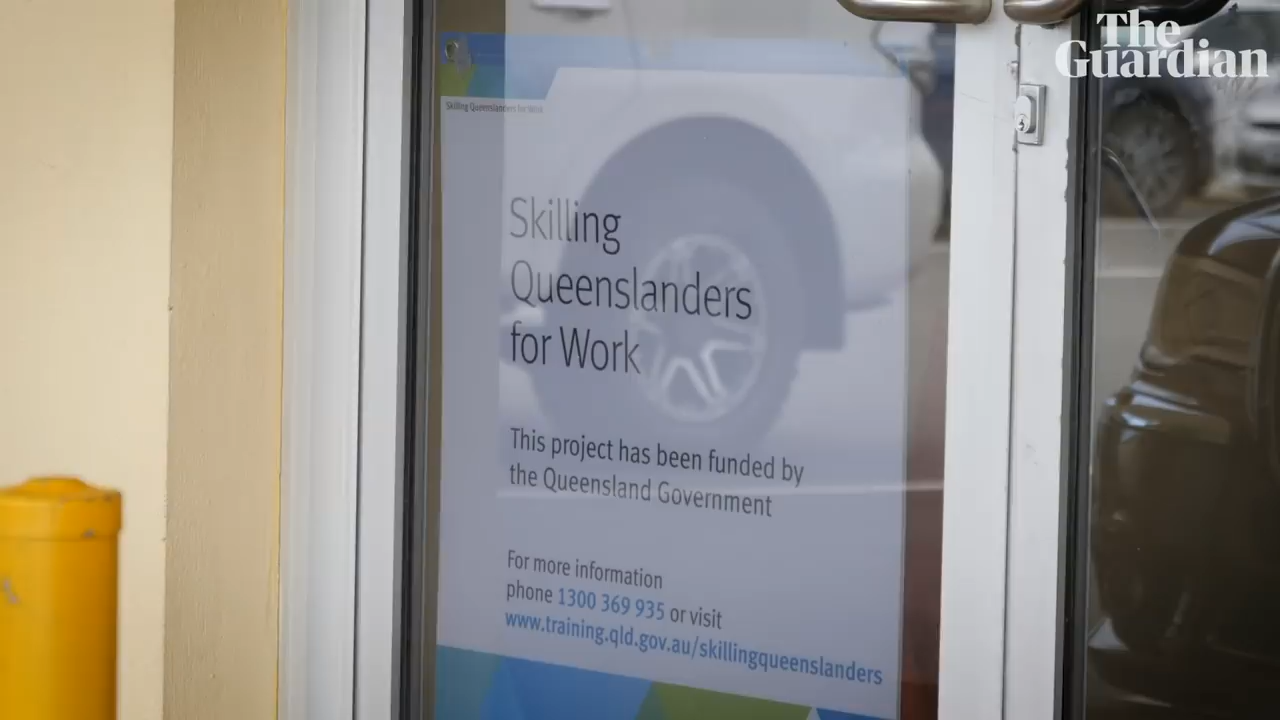 The
Guardian
Skilling Queenslanders for Work
Skilling
Queenslanders
for Work
This project has been funded by
the Queensland Government
For more information
phone 1300 369 935 or visit
www.training.qld.gov.au/skillingqueenslanders